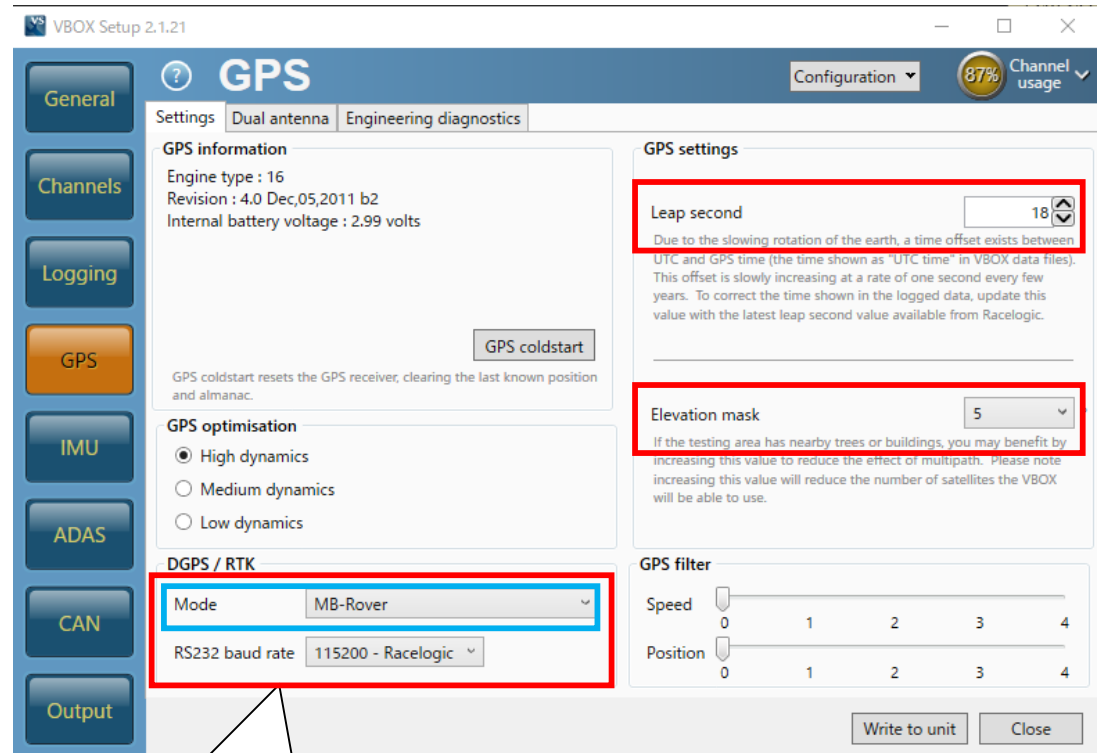 VBOX Setup 2.1.21
GPS
Configuration
87%
Channel
usage
General
Channels
Logging
GPS
IMU
ADAS
CAN
Output
Settings
Dual antenna
Engineering diagnostics
GPS information
Engine type : 16
Revision : 4.0 Dec,05,2011 b2
Internal battery voltage : 2.99 volts
GPS coldstart
GPS coldstart resets the GPS receiver, clearing the last known position
and almanac.
GPS optimisation
High dynamics
Medium dynamics
Low dynamics
DGPS / RTK
Mode
MB-Rover
RS232 baud rate
115200 - Racelogic
GPS settings
Leap second
18
Due to the slowing rotation of the earth, a time offset exists between
UTC and GPS time (the time shown as "UTC time" in VBOX data files).
This offset is slowly increasing at a rate of one second every few
years. To correct the time shown in the logged data, update this
value with the latest leap second value available from Racelogic.
Elevation mask
5
If the testing area has nearby trees or buildings, you may benefit by
increasing this value to reduce the effect of multipath. Please note
increasing this value will reduce the number of satellites the VBOX
will be able to use.
GPS filter
Speed
0 1 2 3 4
Position
0 1 2 3 4
Write to unit
Close